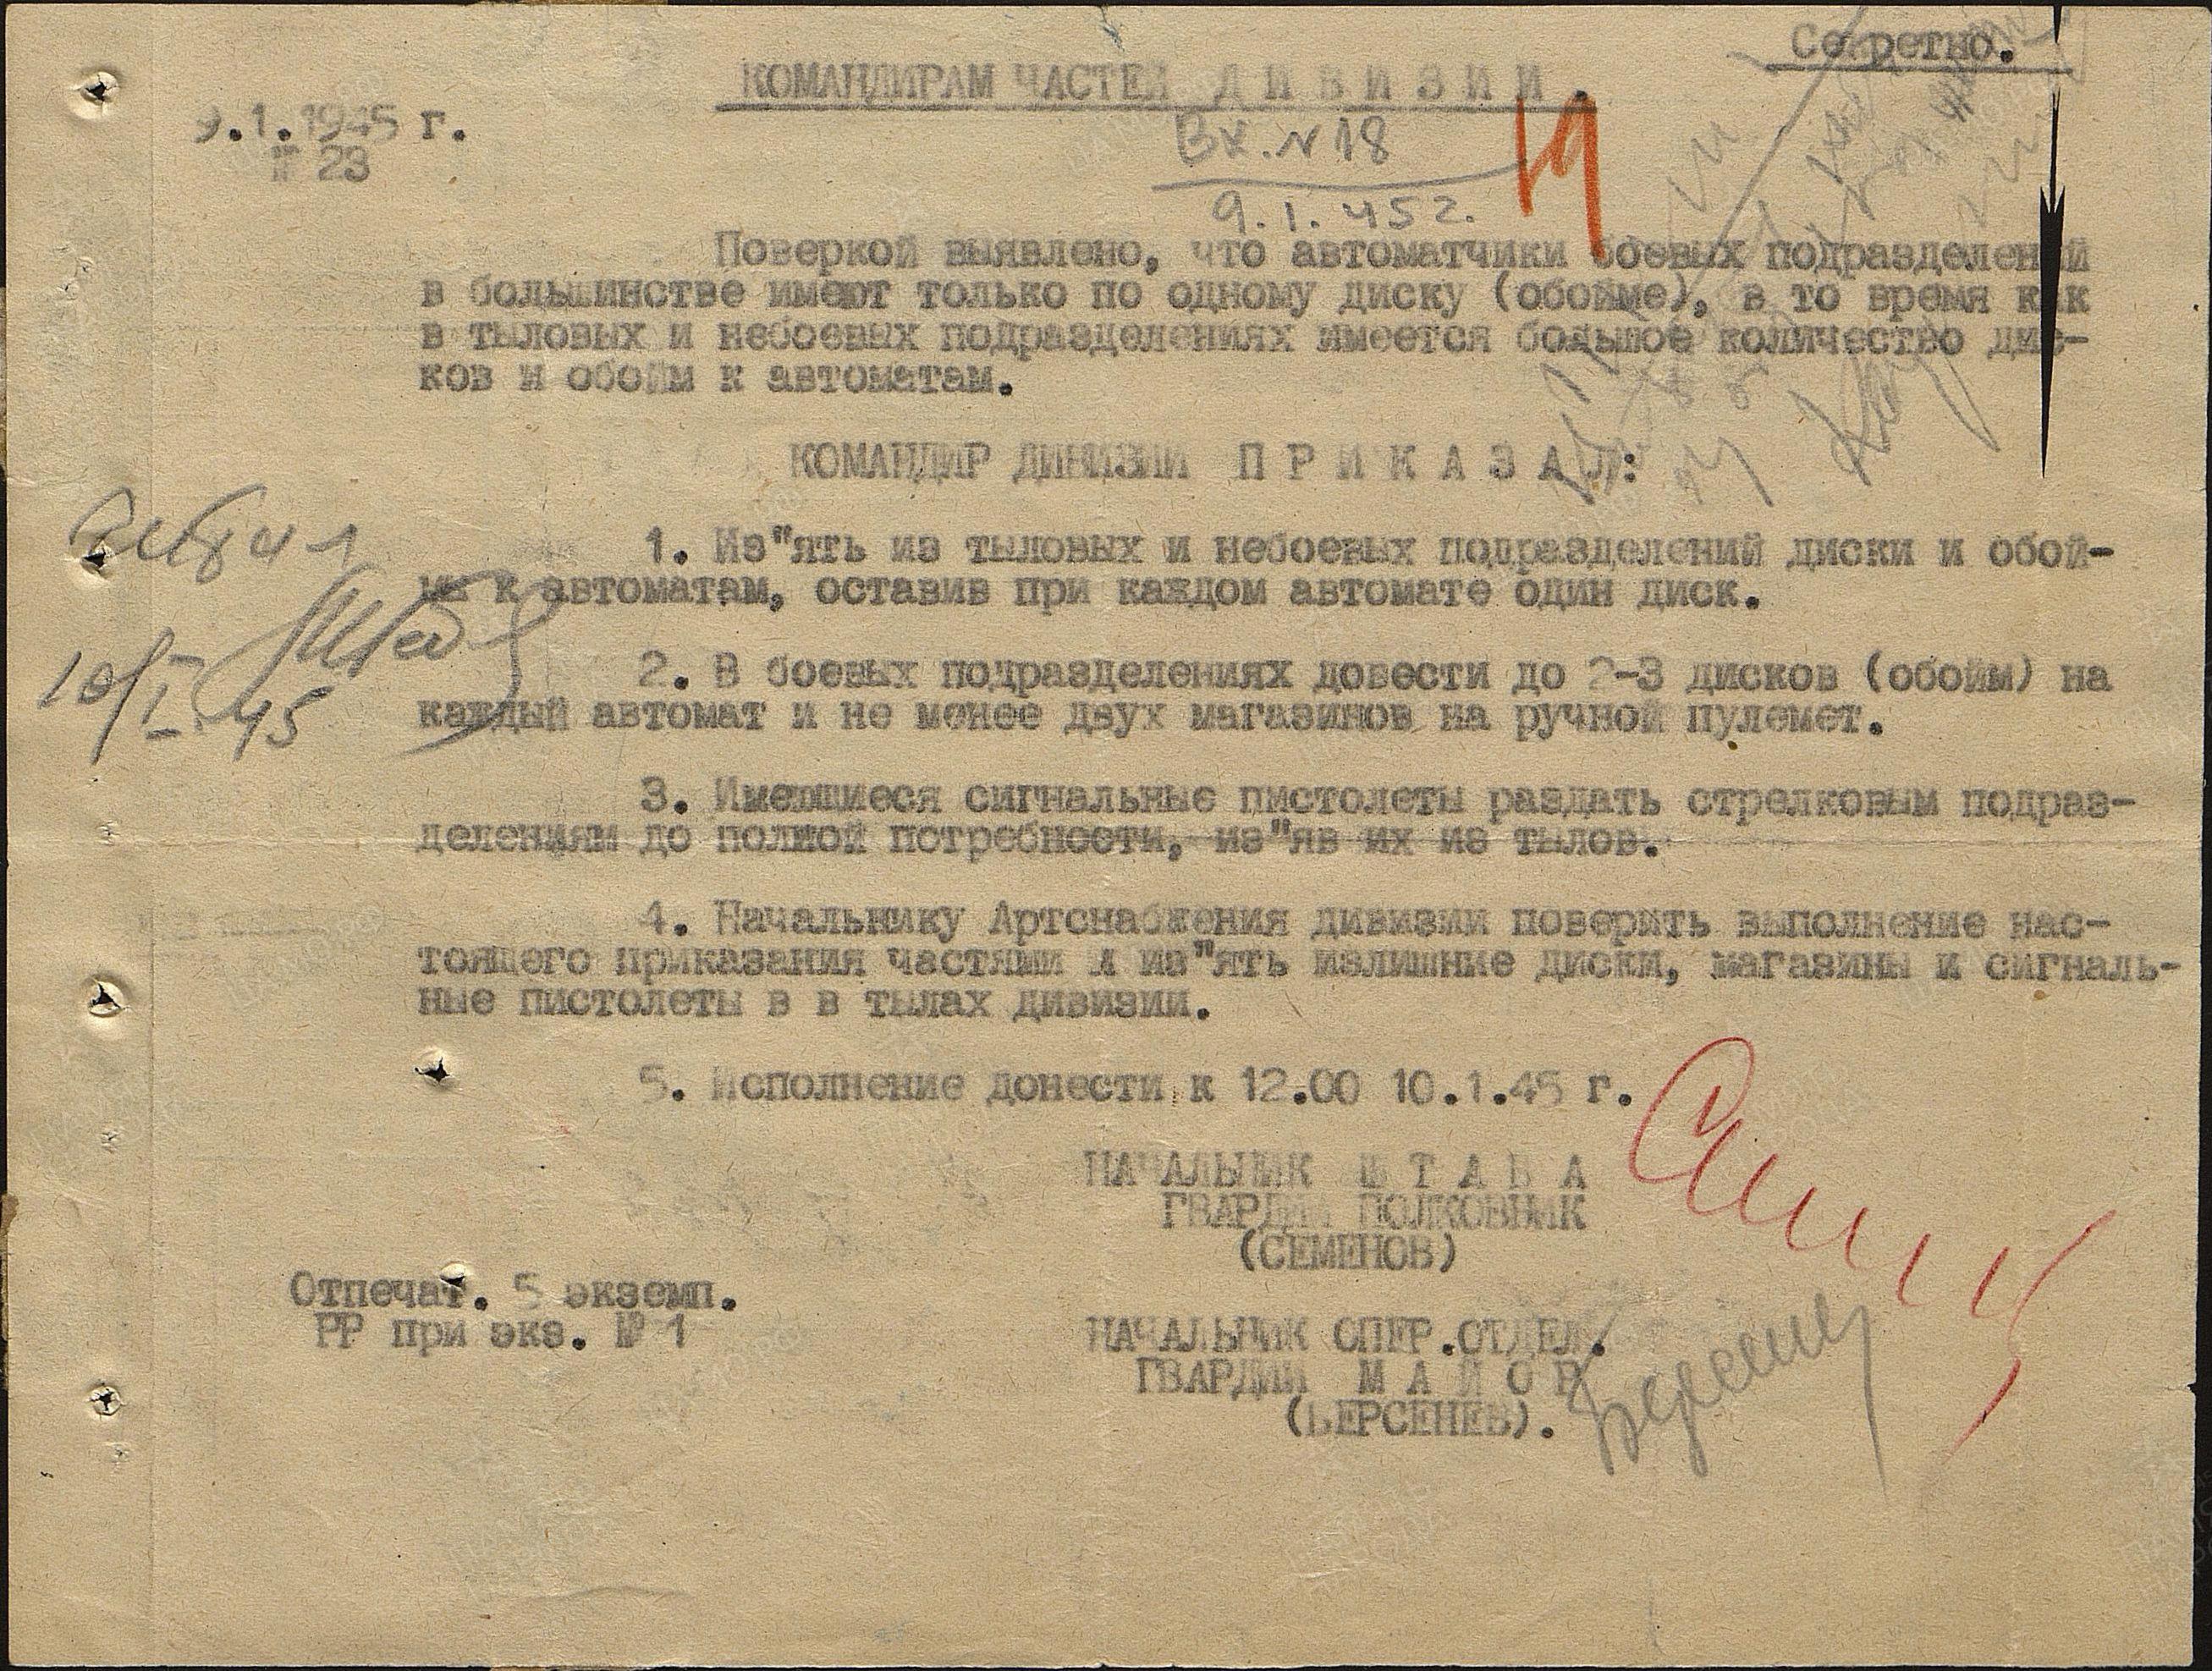 Секретно.
КОМАНДИРАМ ЧАСТЕЙ Д И В И З И И .
9.1.1945 г.
№ 23
Вх. № 18
9.1.45 г.
19
Поверкой выявлено, что автоматчики боевых подразделений
в большинстве имеют только по одному диску (обойме), в то время как
в тыловых и небоевых подразделениях имеется большое количество дис-
ков и обойм к автоматам.
КОМАНДИР ДИВИЗИИ П Р И К А З А Л:
1. Из"ять из тыловых и небоевых подразделений диски и обой-
мы к автоматам, оставив при каждом автомате один диск.
2. В боевых подразделениях довести до 2-3 дисков (обойм) на
каждый автомат и не менее двух магазинов на ручной пулемет.
10/I 45
3. Имеющиеся сигнальные пистолеты раздать стрелковым подраз-
делениям до полной потребности, из"яв их из тылов.
4. Начальнику Артснабжения дивизии поверить выполнение нас-
тоящего приказания частями и из"ять излишние диски, магазины и сигналь-
ные пистолеты в в тылах дивизии.
5. Исполнение донести к 12.00 10.1.45 г.
НАЧАЛЬНИК Ш Т А Б А
ГВАРДИИ ПОЛКОВНИК
(СЕМЕНОВ)
Отпечат. 5 экземп.
РР при экз. № 1
НАЧАЛЬНИК ОПЕР.ОТДЕЛ.
ГВАРДИИ М А Й О Р
(БЕРСЕНЕВ).